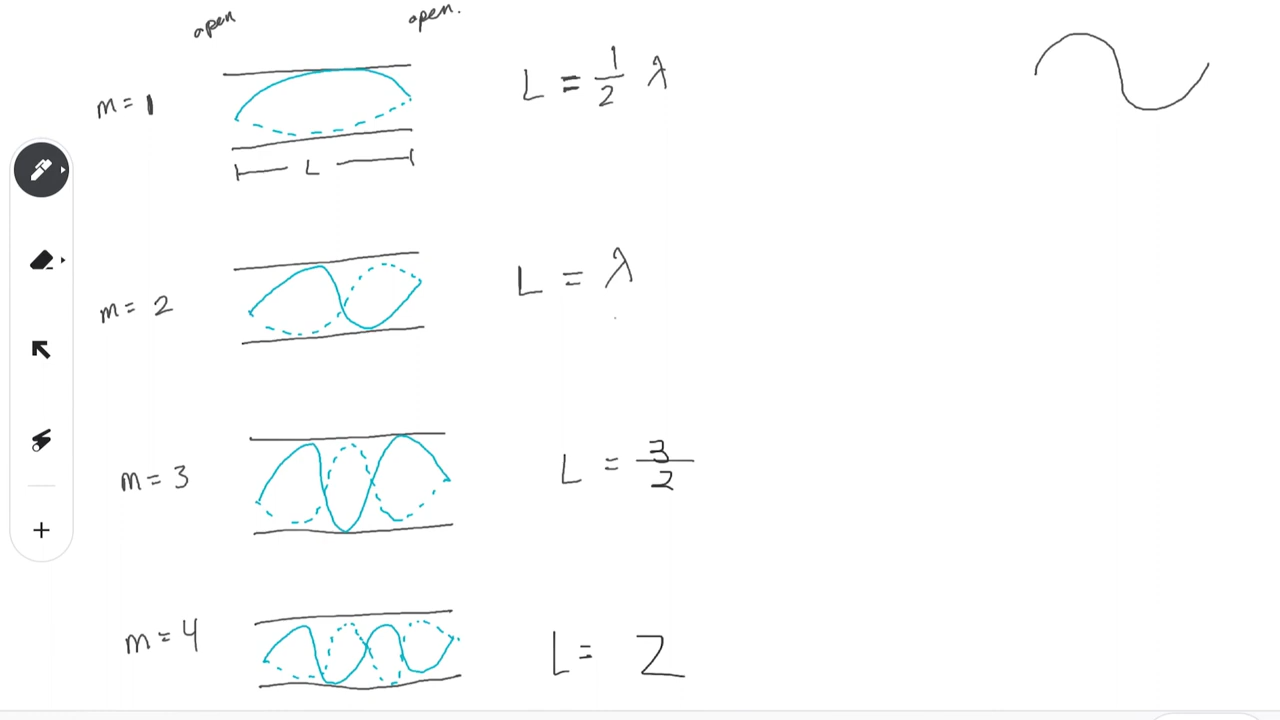 open open.
m = 1 L = 1/2 λ
L
m = 2 L = λ
m = 3 L = 3/2
m = 4 L = 2